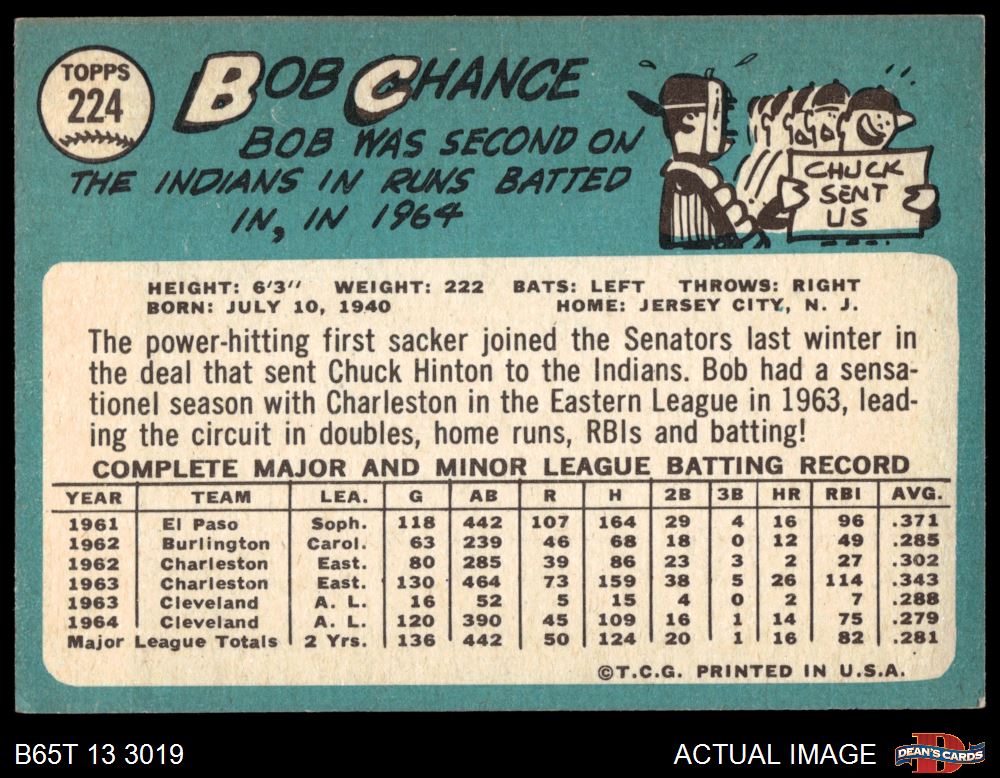 TOPPS
224
BOB CHANCE
BOB WAS SECOND ON
THE INDIANS IN RUNS BATTED
IN, IN 1964
CHUCK
SENT
US
HEIGHT: 6'3" WEIGHT: 222 BATS: LEFT THROWS: RIGHT
BORN: JULY 10, 1940 HOME: JERSEY CITY, N. J.
The power-hitting first sacker joined the Senators last winter in
the deal that sent Chuck Hinton to the Indians. Bob had a sensa-
tionel season with Charleston in the Eastern League in 1963, lead-
ing the circuit in doubles, home runs, RBIs and batting!
COMPLETE MAJOR AND MINOR LEAGUE BATTING RECORD
YEAR TEAM LEA. G AB R H 2B 3B HR RBI AVG.
1961 El Paso Soph. 118 442 107 164 29 4 16 96 .371
1962 Burlington Carol. 63 239 46 68 18 0 12 49 .285
1962 Charleston East. 80 285 39 86 23 3 2 27 .302
1963 Charleston East. 130 464 73 159 38 5 26 114 .343
1963 Cleveland A. L. 16 52 5 15 4 0 2 7 .288
1964 Cleveland A. L. 120 390 45 109 16 1 14 75 .279
Major League Totals 2 Yrs. 136 442 50 124 20 1 16 82 .281
©T.C.G. PRINTED IN U.S.A.
B65T 13 3019 ACTUAL IMAGE DEAN'S CARDS